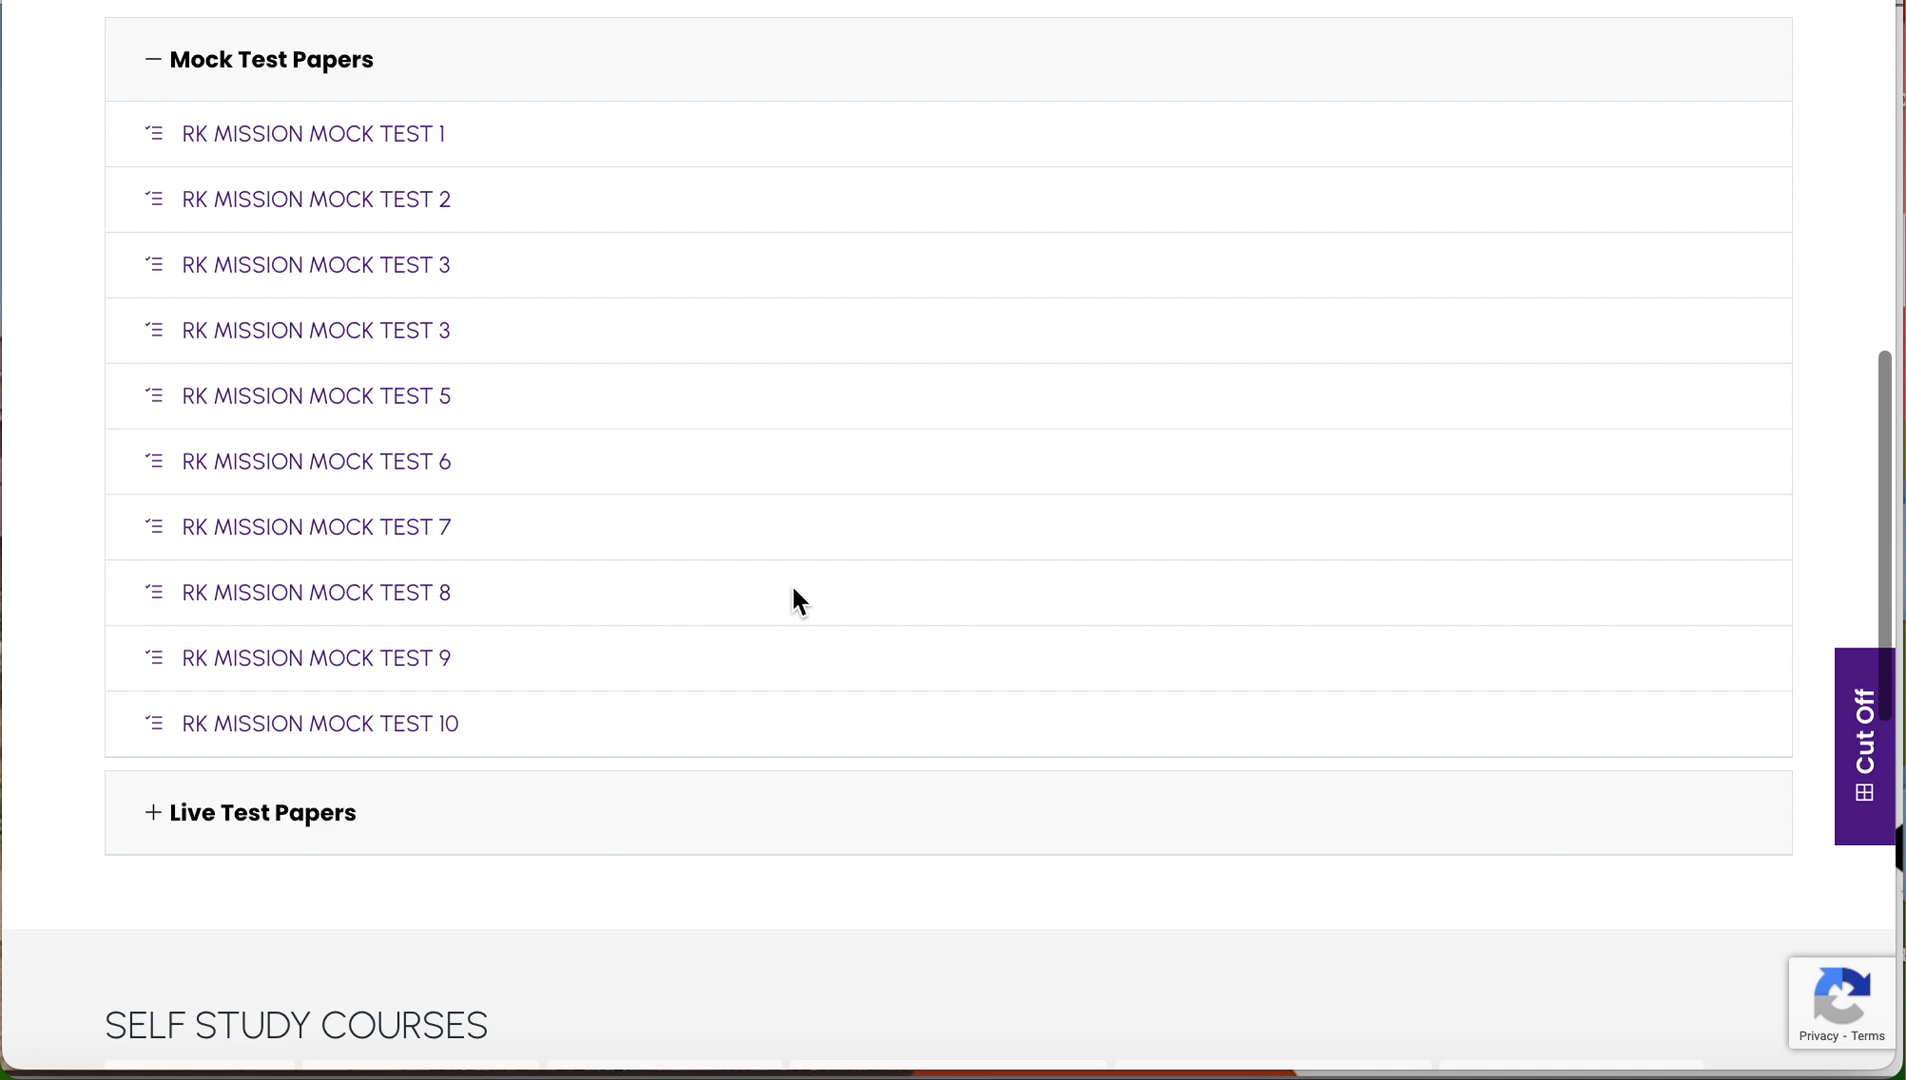 Mock Test Papers
RK MISSION MOCK TEST 1
RK MISSION MOCK TEST 2
RK MISSION MOCK TEST 3
RK MISSION MOCK TEST 3
RK MISSION MOCK TEST 5
RK MISSION MOCK TEST 6
RK MISSION MOCK TEST 7
RK MISSION MOCK TEST 8
RK MISSION MOCK TEST 9
RK MISSION MOCK TEST 10
Cut Off
Live Test Papers
SELF STUDY COURSES
Privacy - Terms